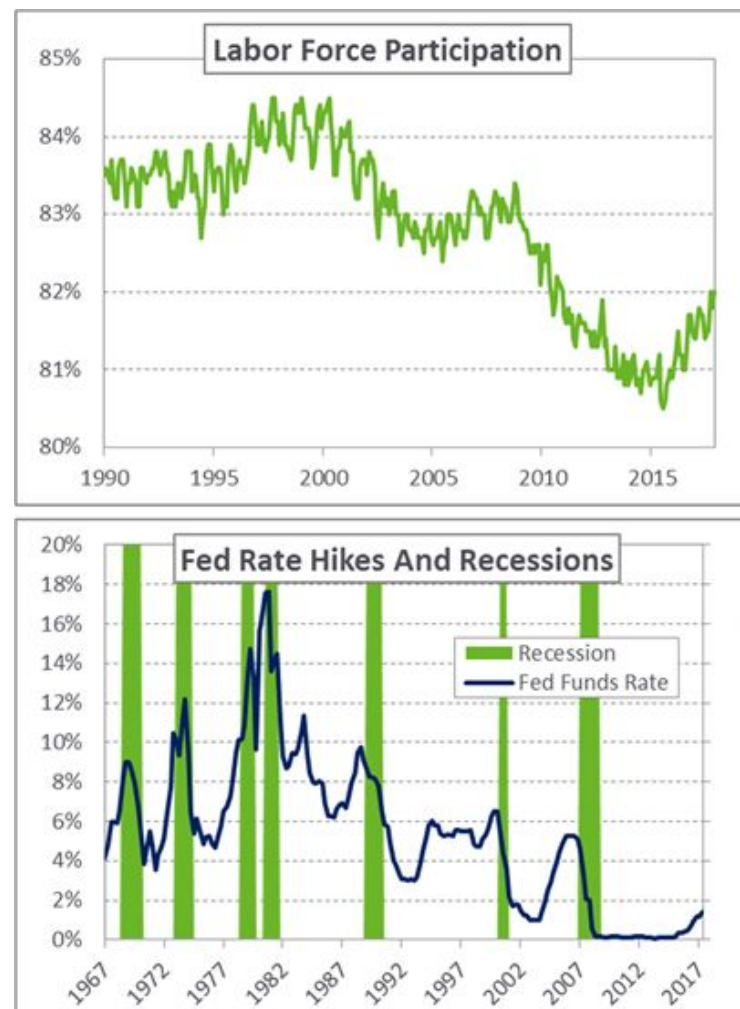 Labor Force Participation
85%
84%
83%
82%
81%
80%
1990 1995 2000 2005 2010 2015
Fed Rate Hikes And Recessions
20%
18%
16%
14%
12%
10%
8%
6%
4%
2%
0%
Recession
Fed Funds Rate
1967 1972 1977 1982 1987 1992 1997 2002 2007 2012 2017